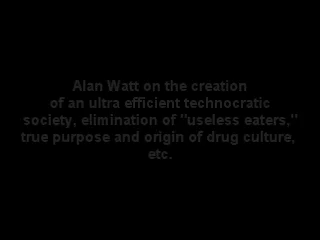 Alan Watt on the creation
of an ultra efficient technocratic
society, elimination of "useless eaters,"
true purpose and origin of drug culture,
etc.